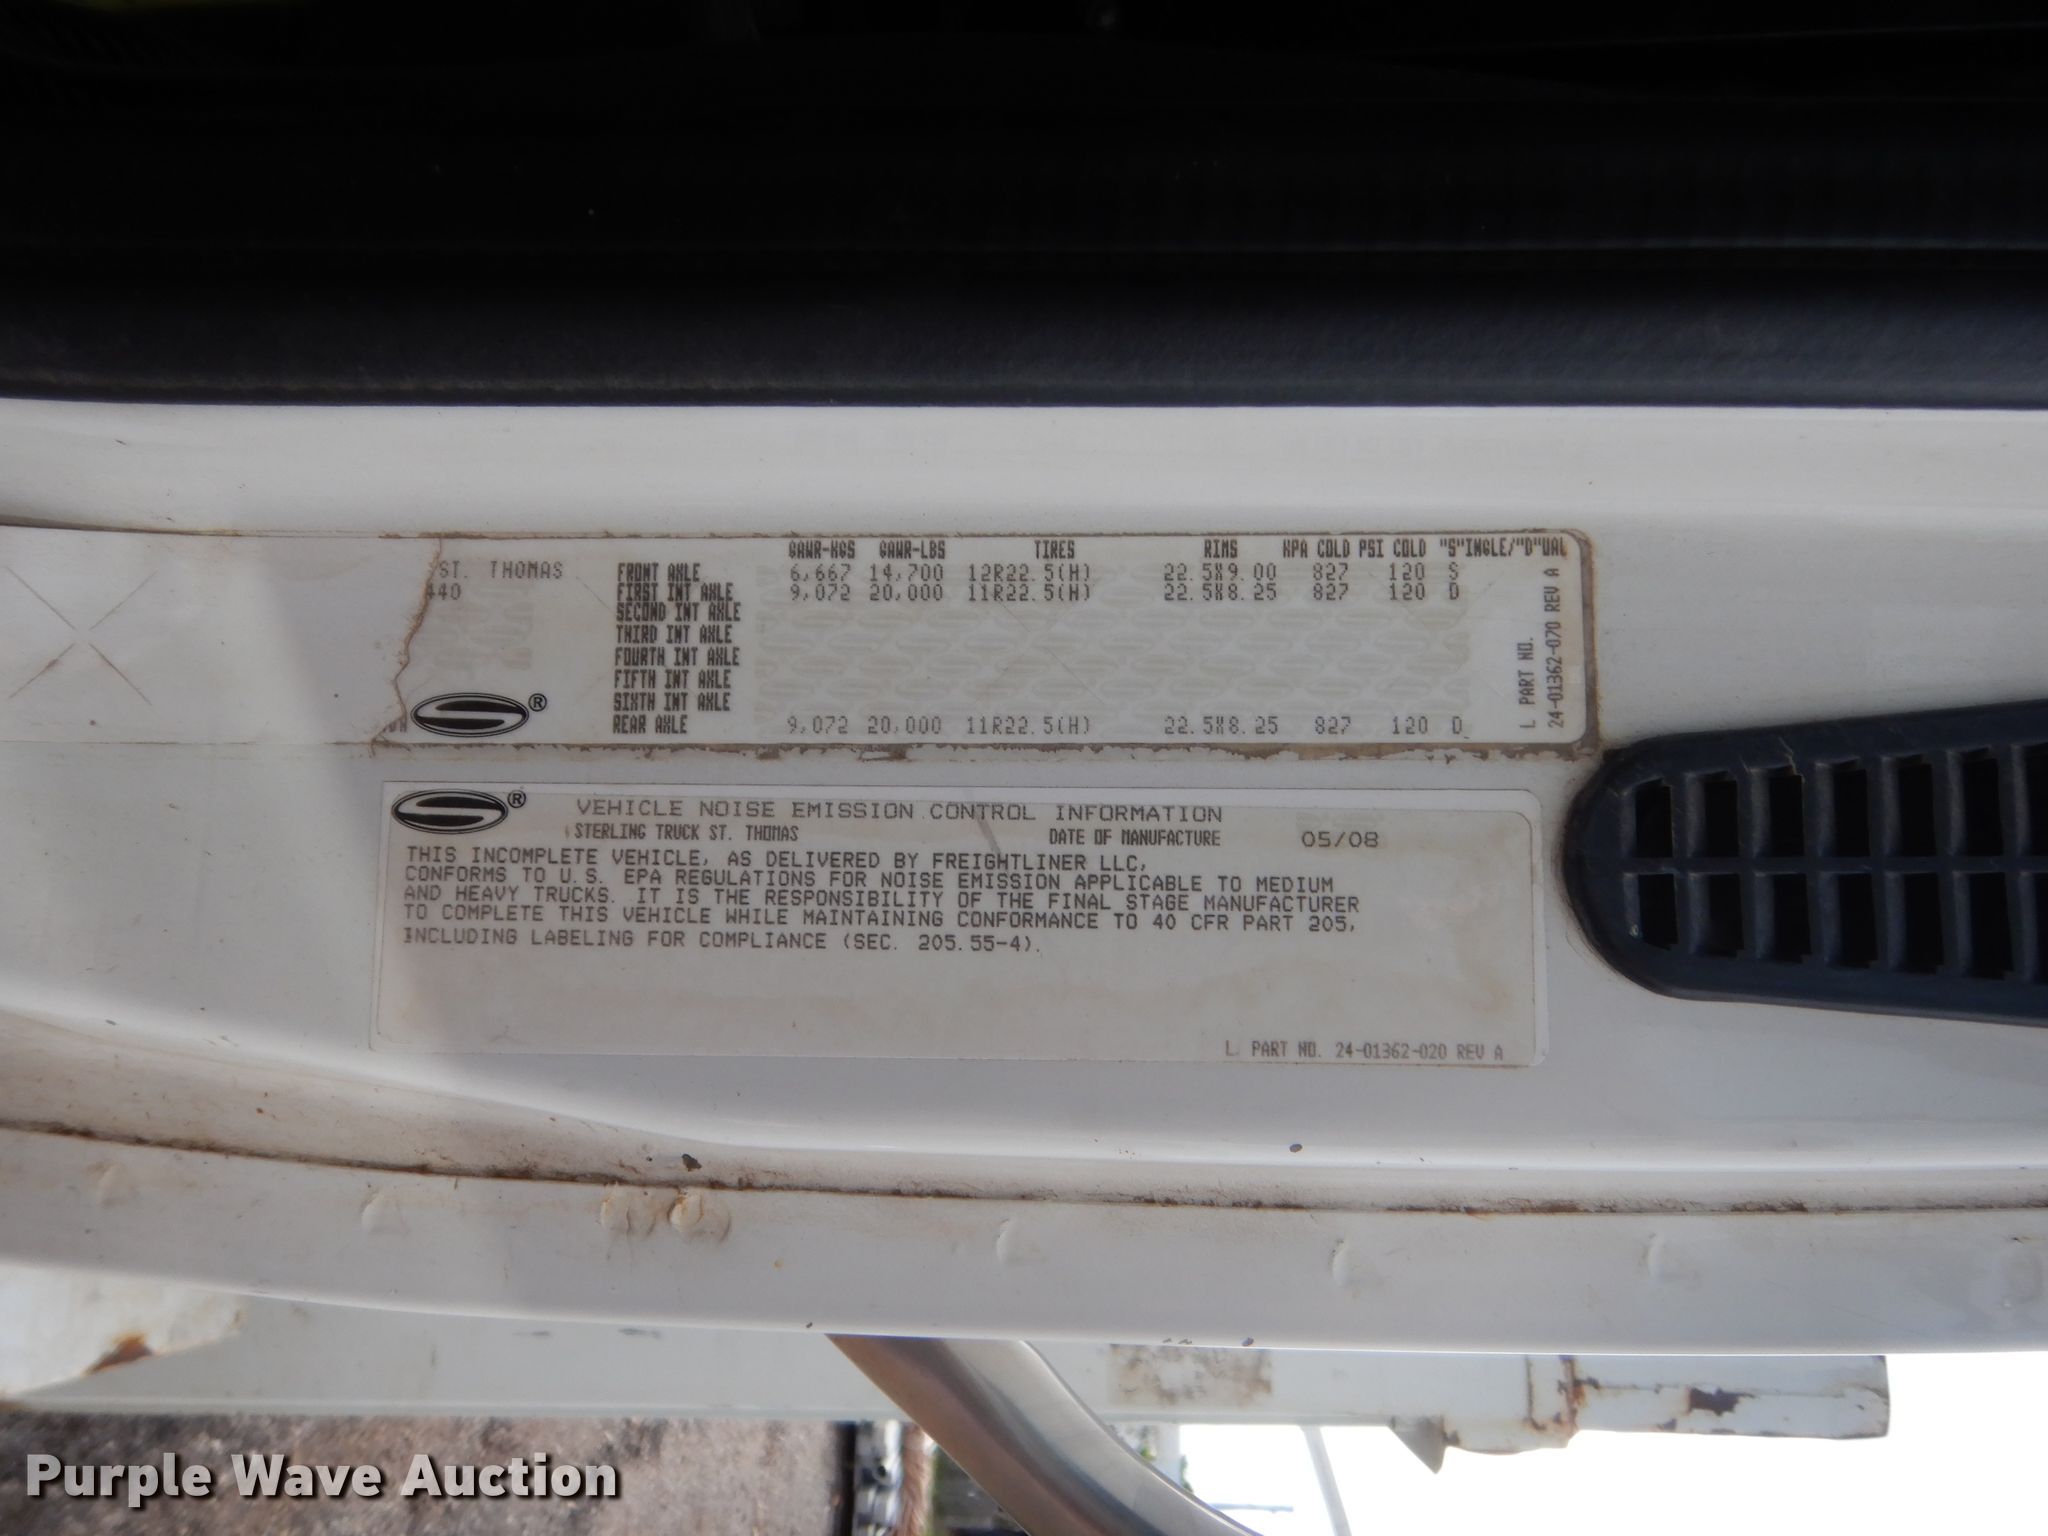 GAWR-KGS GAWR-LBS TIRES RIMS KPA COLD PSI COLD "S"INGLE/"D"UAL
ST. THOMAS FRONT AXLE 6,667 14,700 12R22.5(H) 22.5X9.00 827 120 S
440 FIRST INT AXLE 9,072 20,000 11R22.5(H) 22.5X8.25 827 120 D
SECOND INT AXLE
THIRD INT AXLE
FOURTH INT AXLE
FIFTH INT AXLE
SIXTH INT AXLE
REAR AXLE 9,072 20,000 11R22.5(H) 22.5X8.25 827 120 D
®
L PART NO.
24-01362-070 REV A
® VEHICLE NOISE EMISSION CONTROL INFORMATION
STERLING TRUCK ST. THOMAS DATE OF MANUFACTURE 05/08
THIS INCOMPLETE VEHICLE, AS DELIVERED BY FREIGHTLINER LLC,
CONFORMS TO U.S. EPA REGULATIONS FOR NOISE EMISSION APPLICABLE TO MEDIUM
AND HEAVY TRUCKS. IT IS THE RESPONSIBILITY OF THE FINAL STAGE MANUFACTURER
TO COMPLETE THIS VEHICLE WHILE MAINTAINING CONFORMANCE TO 40 CFR PART 205,
INCLUDING LABELING FOR COMPLIANCE (SEC. 205.55-4).
L. PART NO. 24-01362-020 REV A
Purple Wave Auction